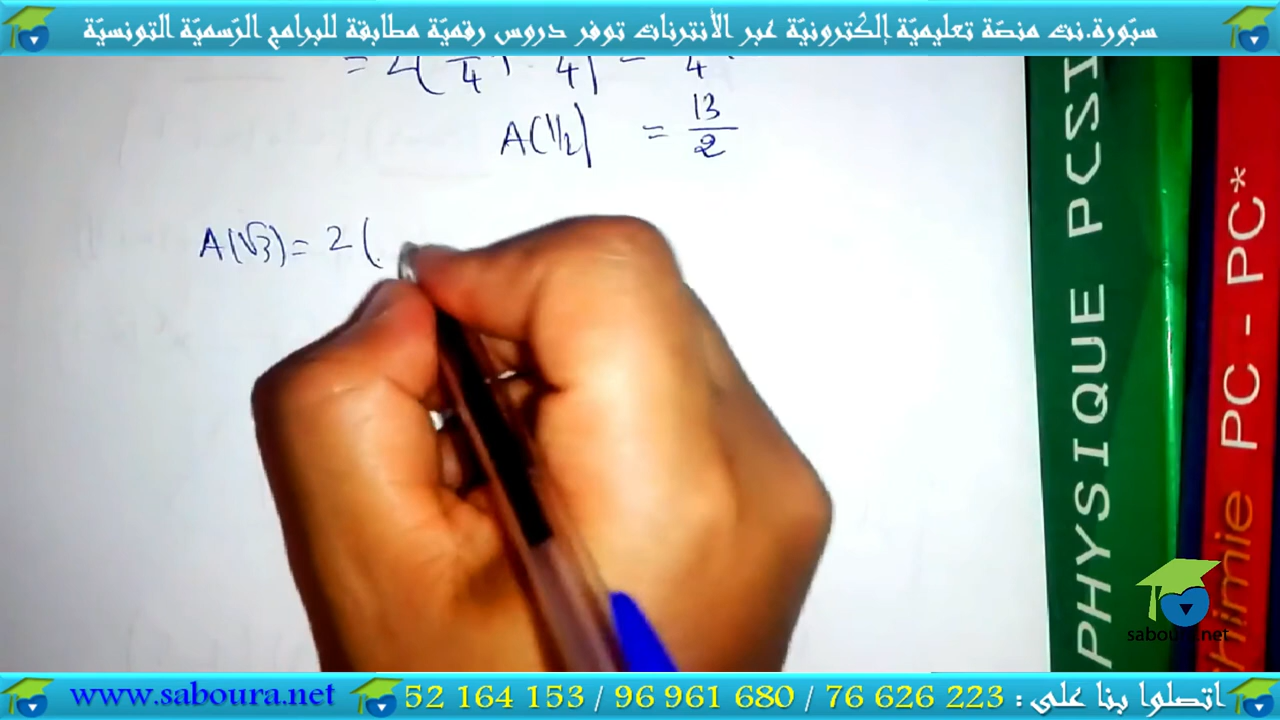 سبّورة.نت منصّة تعليميّة إلكترونيّة عبر الأنترنات توفر دروس رقميّة مطابقة للبرامج الرّسميّة التونسيّة
A(1/2) = 13/2
A(√3) = 2(
PHYSIQUE PCSI
chimie PC - PC*
saboura.net
www.saboura.net
اتصلوا بنا على : 52 164 153 / 96 961 680 / 76 626 223